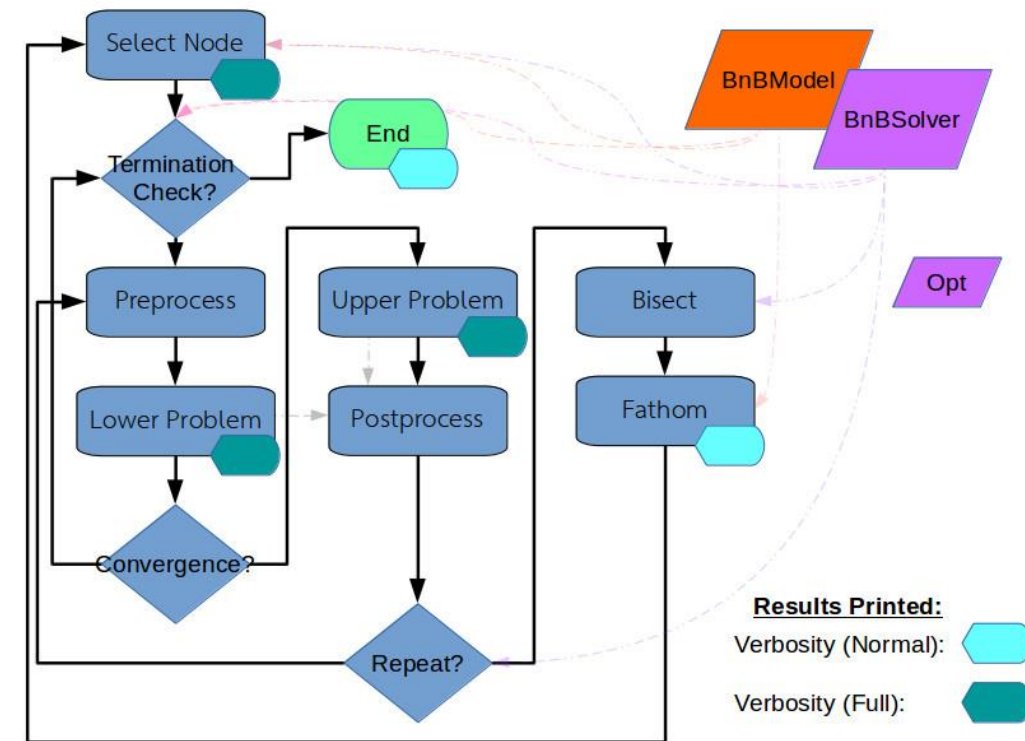 Select Node
BnBModel
BnBSolver
End
Termination
Check?
Preprocess
Upper Problem
Bisect
Opt
Lower Problem
Postprocess
Fathom
Convergence?
Results Printed:
Verbosity (Normal):
Repeat?
Verbosity (Full):